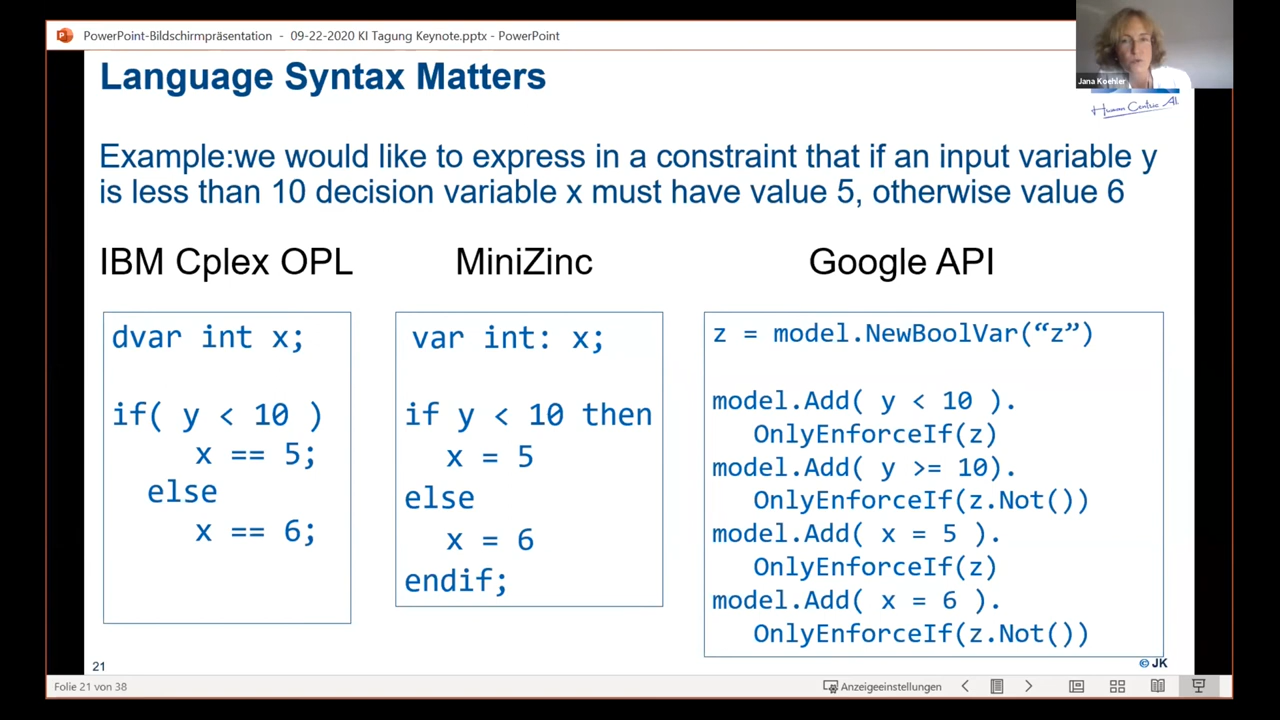 PowerPoint-Bildschirmpräsentation - 09-22-2020 KI Tagung Keynote.pptx - PowerPoint
Jana Koehler
Language Syntax Matters
Human Centric AI
Example:we would like to express in a constraint that if an input variable y
is less than 10 decision variable x must have value 5, otherwise value 6
IBM Cplex OPL
dvar int x;
if( y < 10 )
x == 5;
else
x == 6;
MiniZinc
var int: x;
if y < 10 then
x = 5
else
x = 6
endif;
Google API
z = model.NewBoolVar(“z”)
model.Add( y < 10 ).
OnlyEnforceIf(z)
model.Add( y >= 10).
OnlyEnforceIf(z.Not())
model.Add( x = 5 ).
OnlyEnforceIf(z)
model.Add( x = 6 ).
OnlyEnforceIf(z.Not())
21
© JK
Folie 21 von 38
Anzeigeeinstellungen